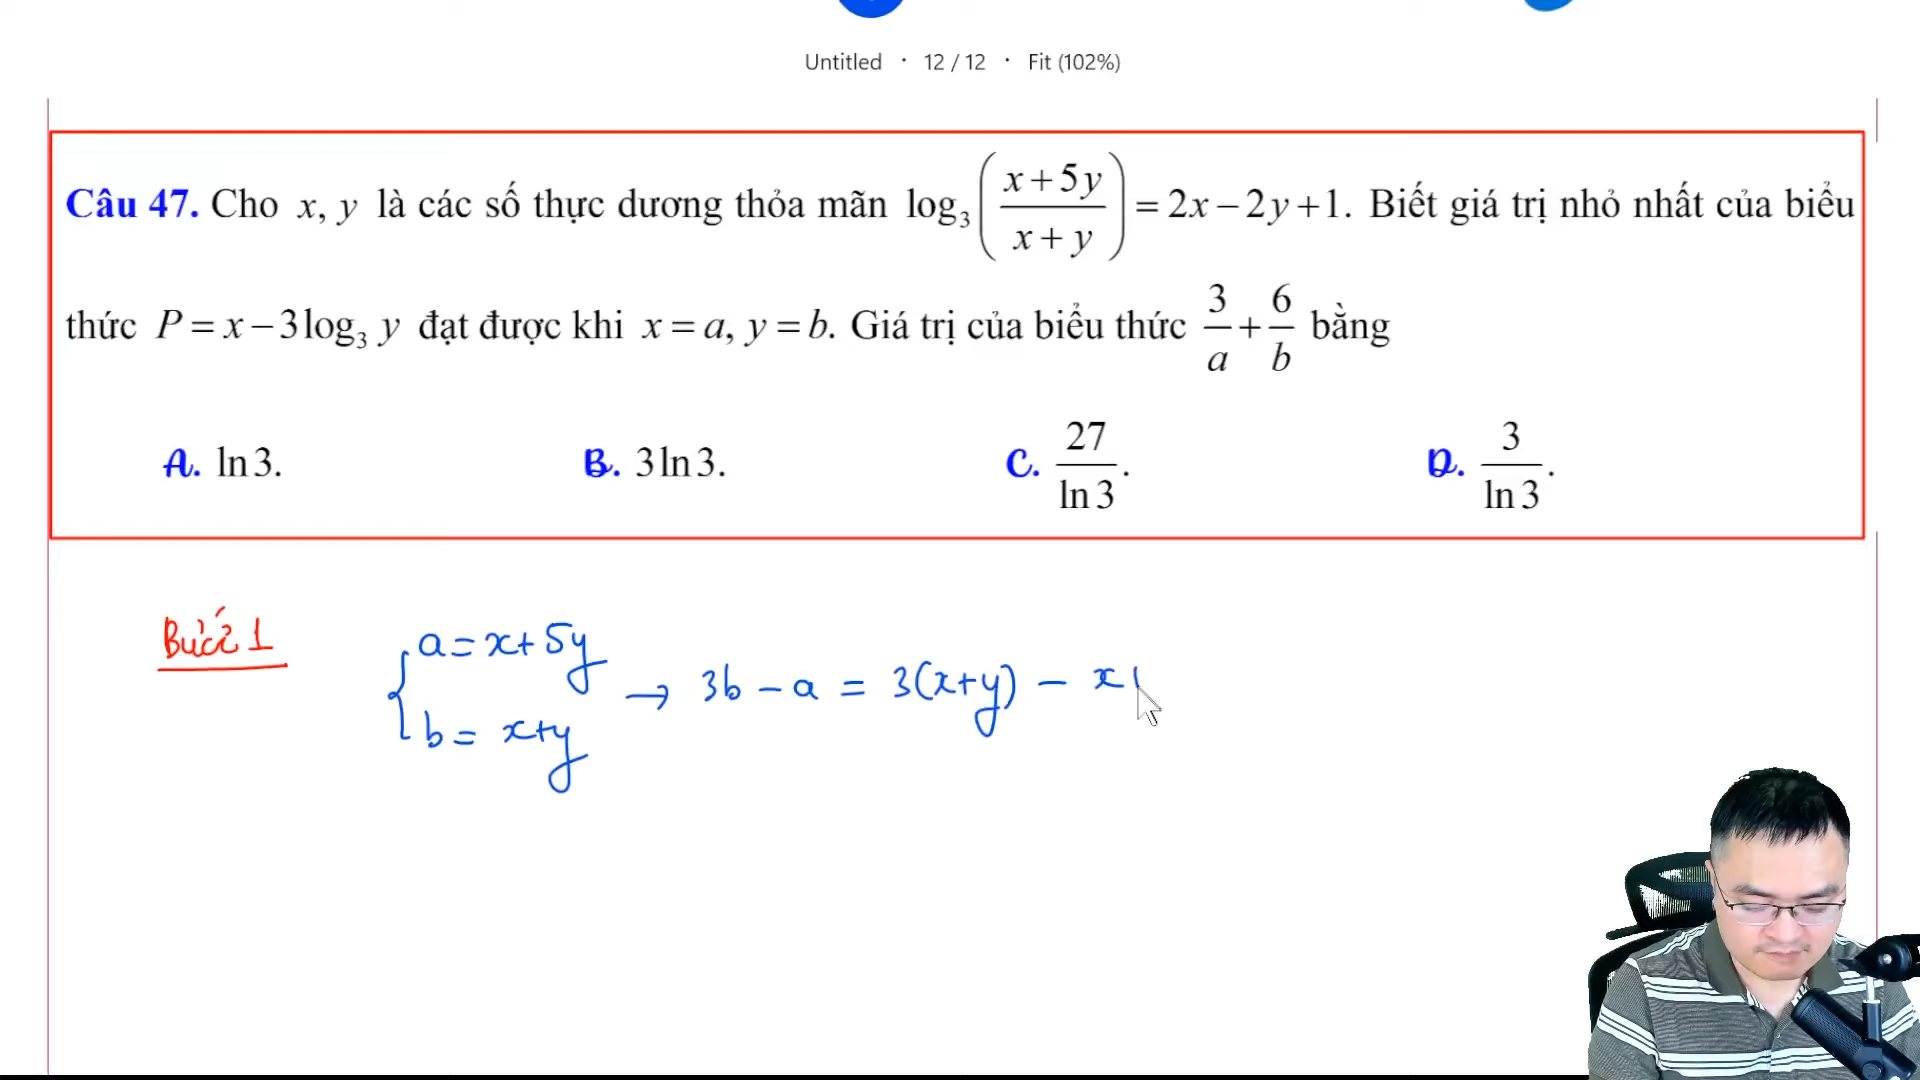 Untitled · 12 / 12 · Fit (102%)
Câu 47. Cho x, y là các số thực dương thỏa mãn log₃((x+5y)/(x+y)) = 2x−2y+1. Biết giá trị nhỏ nhất của biểu
thức P = x−3log₃ y đạt được khi x = a, y = b. Giá trị của biểu thức 3/a + 6/b bằng
A. ln3. B. 3ln3. C. 27/ln3. D. 3/ln3.
Bước 1
{a = x+5y
b = x+y → 3b − a = 3(x+y) − x